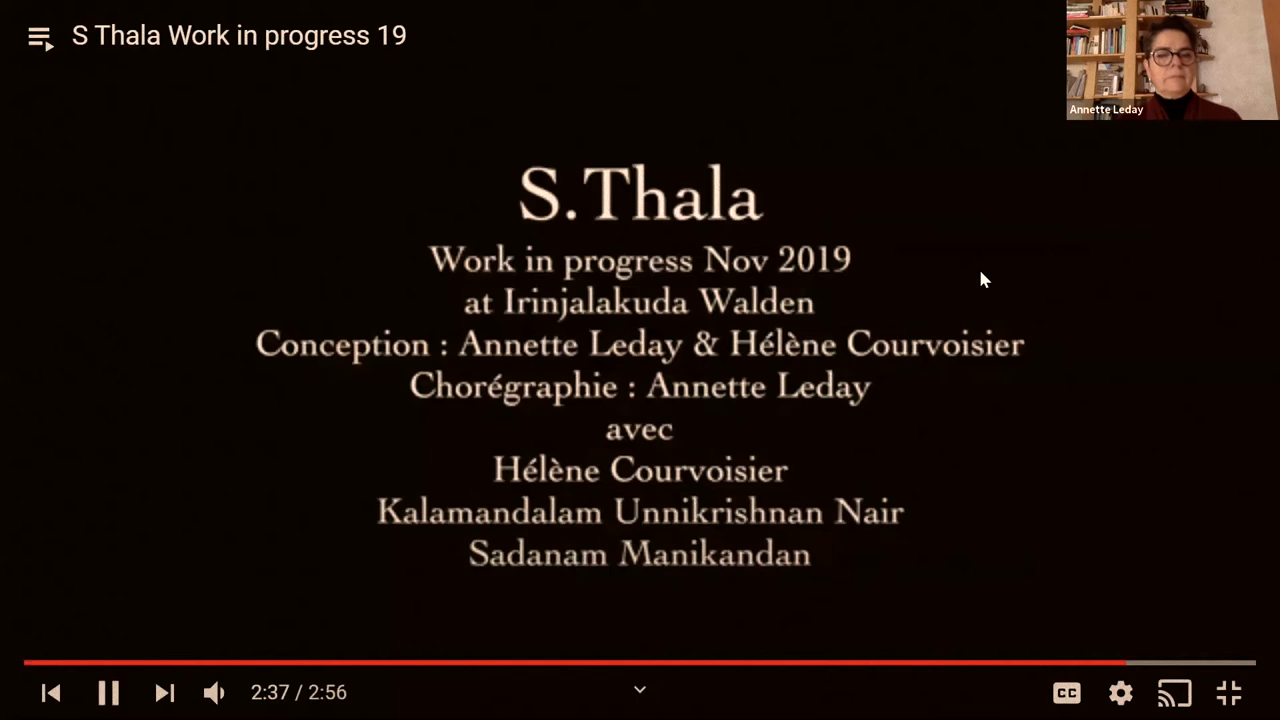 S Thala Work in progress 19
Annette Leday
S.Thala
Work in progress Nov 2019
at Irinjalakuda Walden
Conception : Annette Leday & Hélène Courvoisier
Chorégraphie : Annette Leday
avec
Hélène Courvoisier
Kalamandalam Unnikrishnan Nair
Sadanam Manikandan
2:37 / 2:56
CC